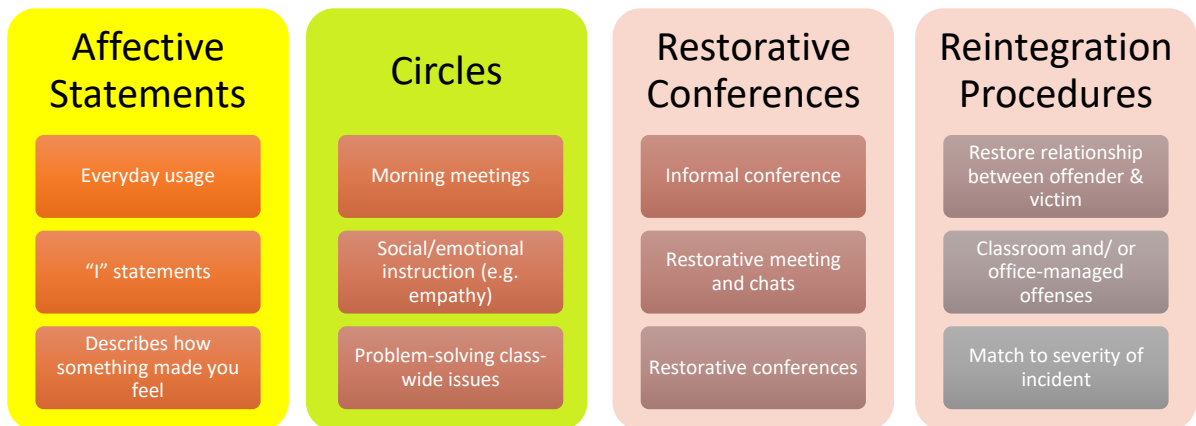 Affective
Statements
Everyday usage
“I” statements
Describes how
something made you
feel
Circles
Morning meetings
Social/emotional
instruction (e.g.
empathy)
Problem-solving class-
wide issues
Restorative
Conferences
Informal conference
Restorative meeting
and chats
Restorative conferences
Reintegration
Procedures
Restore relationship
between offender &
victim
Classroom and/ or
office-managed
offenses
Match to severity of
incident